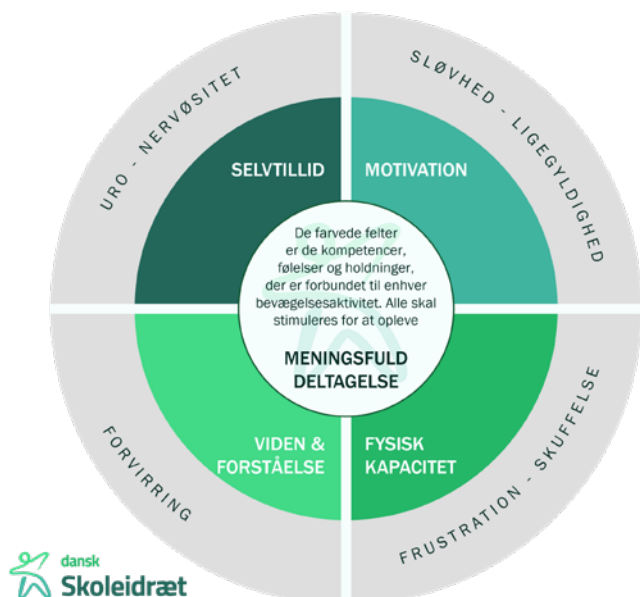 URO - NERVØSITET
SLØVHED - LIGEGYLDIGHED
SELVTILLID
MOTIVATION
De farvede felter
er de kompetencer,
følelser og holdninger,
der er forbundet til enhver
bevægelsesaktivitet. Alle skal
stimuleres for at opleve
MENINGSFULD
DELTAGELSE
VIDEN &
FORSTÅELSE
FYSISK
KAPACITET
FORVIRRING
FRUSTRATION - SKUFFELSE
dansk
Skoleidræt